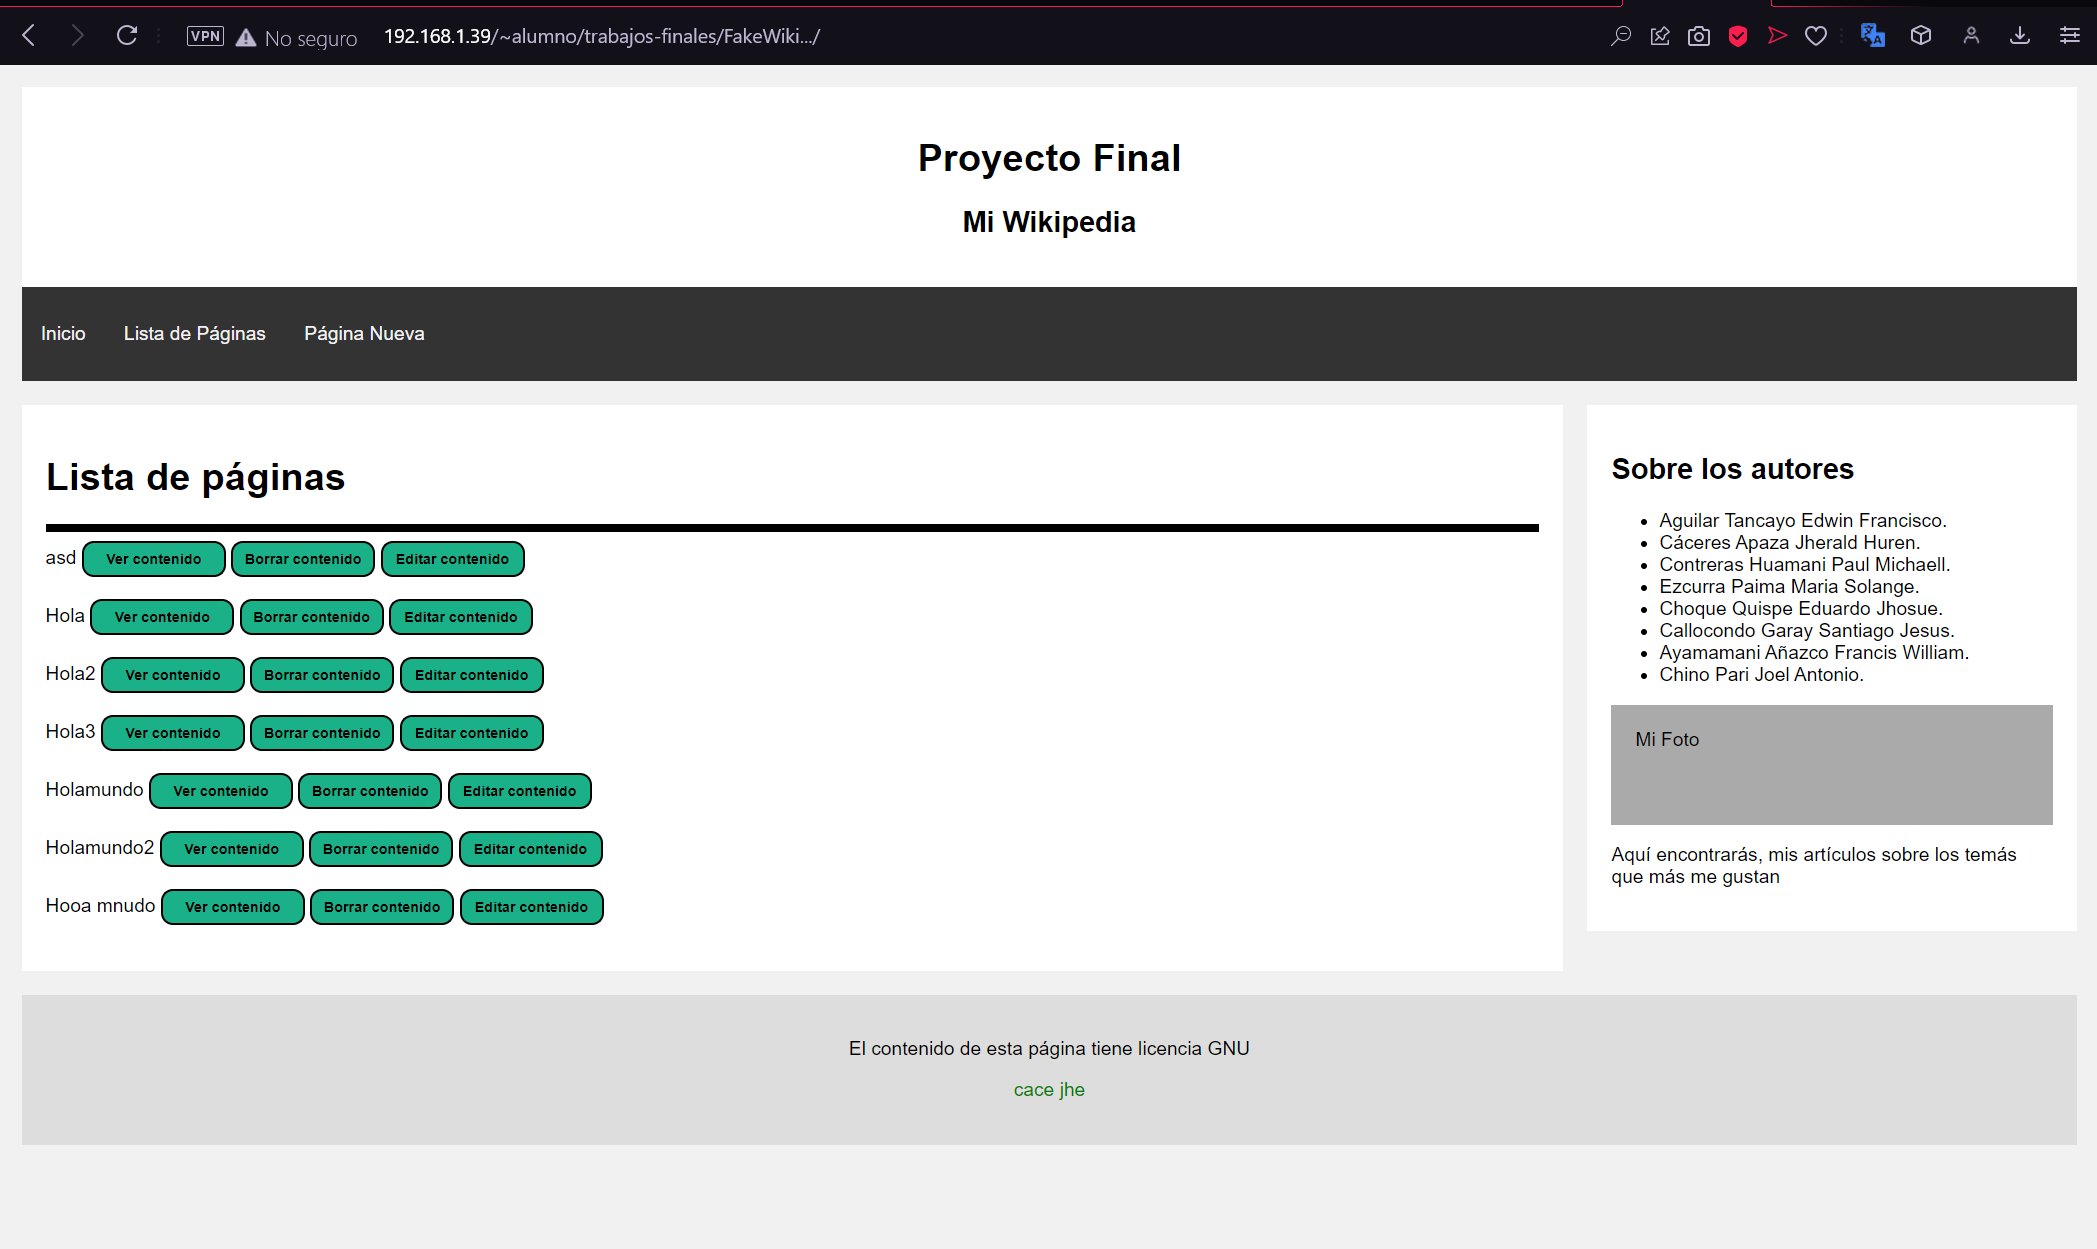 VPN No seguro 192.168.1.39/~alumno/trabajos-finales/FakeWiki.../
Proyecto Final
Mi Wikipedia
Inicio Lista de Páginas Página Nueva
Lista de páginas
asd Ver contenido Borrar contenido Editar contenido
Hola Ver contenido Borrar contenido Editar contenido
Hola2 Ver contenido Borrar contenido Editar contenido
Hola3 Ver contenido Borrar contenido Editar contenido
Holamundo Ver contenido Borrar contenido Editar contenido
Holamundo2 Ver contenido Borrar contenido Editar contenido
Hooa mnudo Ver contenido Borrar contenido Editar contenido
Sobre los autores
Aguilar Tancayo Edwin Francisco.
Cáceres Apaza Jherald Huren.
Contreras Huamani Paul Michaell.
Ezcurra Paima Maria Solange.
Choque Quispe Eduardo Jhosue.
Callocondo Garay Santiago Jesus.
Ayamamani Añazco Francis William.
Chino Pari Joel Antonio.
Mi Foto
Aquí encontrarás, mis artículos sobre los temás
que más me gustan
El contenido de esta página tiene licencia GNU
cace jhe